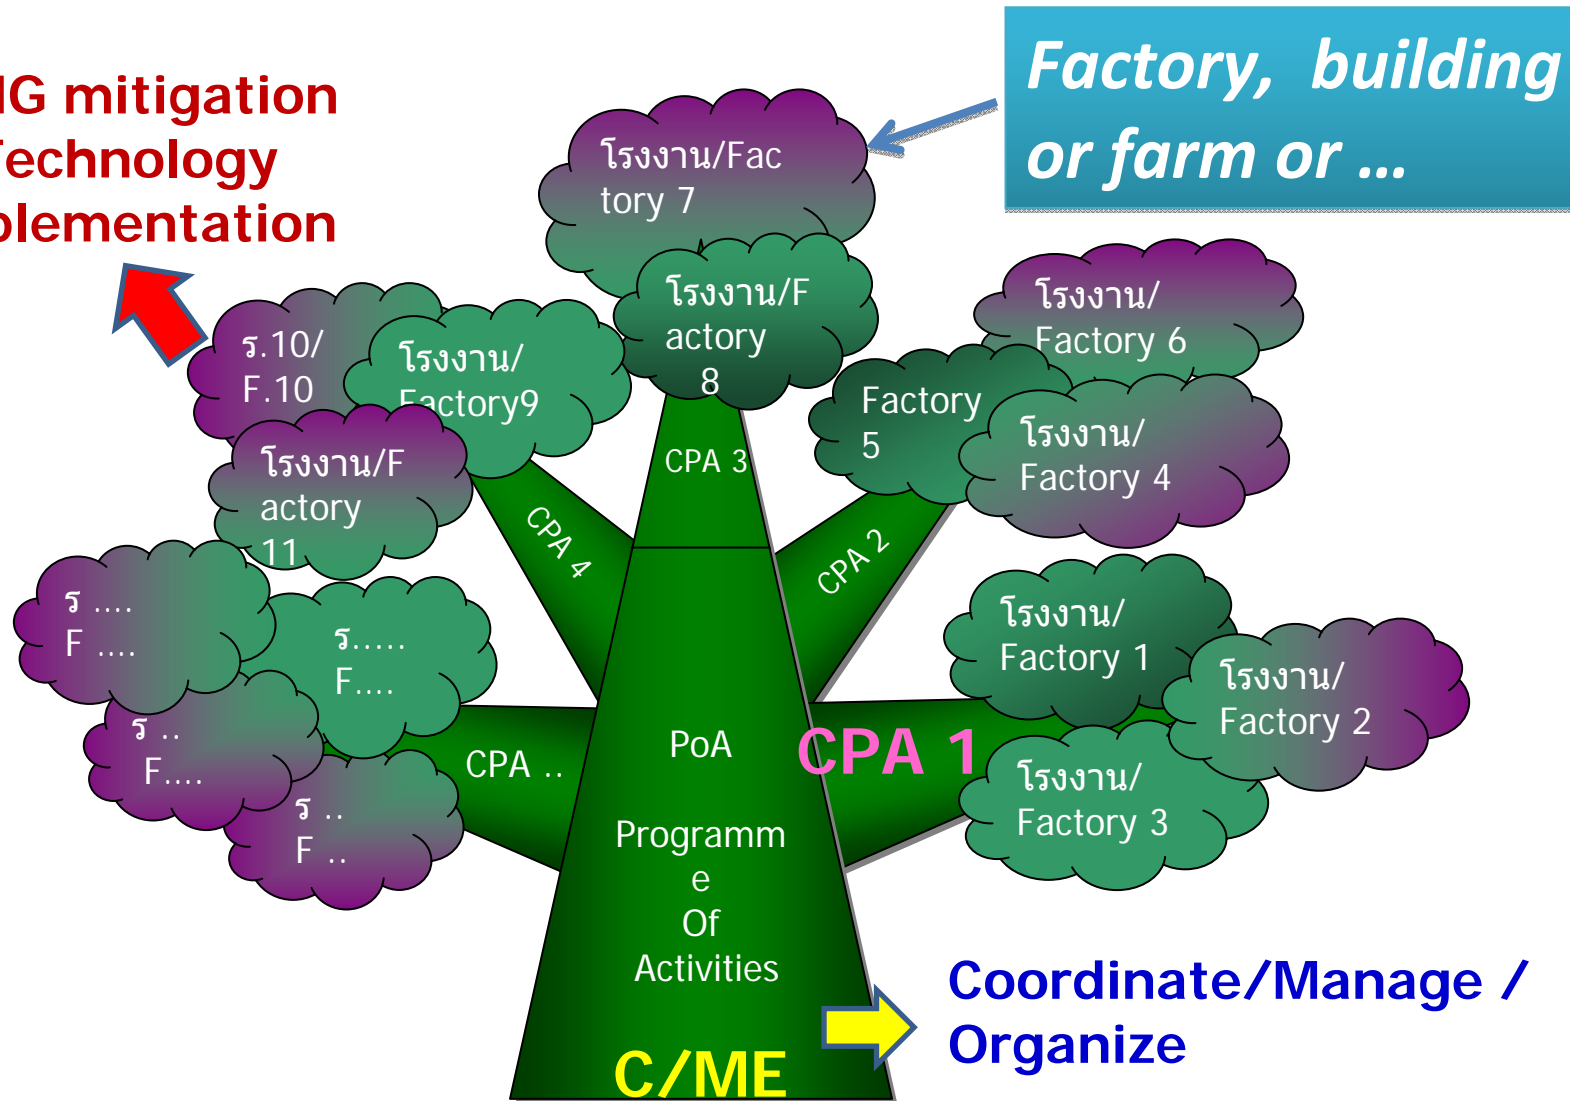 HG mitigation
Technology
plementation
Factory, building
or farm or ...
โรงงาน/Fac
tory 7
โรงงาน/F
actory
8
โรงงาน/
Factory 6
Factory
5
โรงงาน/
Factory 4
ร.10/
F.10
โรงงาน/
Factory9
โรงงาน/F
actory
11
CPA 3
CPA 4
CPA 2
ร ....
F ....
ร.....
F....
ร ..
F....
ร ..
F ..
CPA ..
โรงงาน/
Factory 1
โรงงาน/
Factory 2
โรงงาน/
Factory 3
CPA 1
PoA
Programm
e
Of
Activities
C/ME
Coordinate/Manage /
Organize